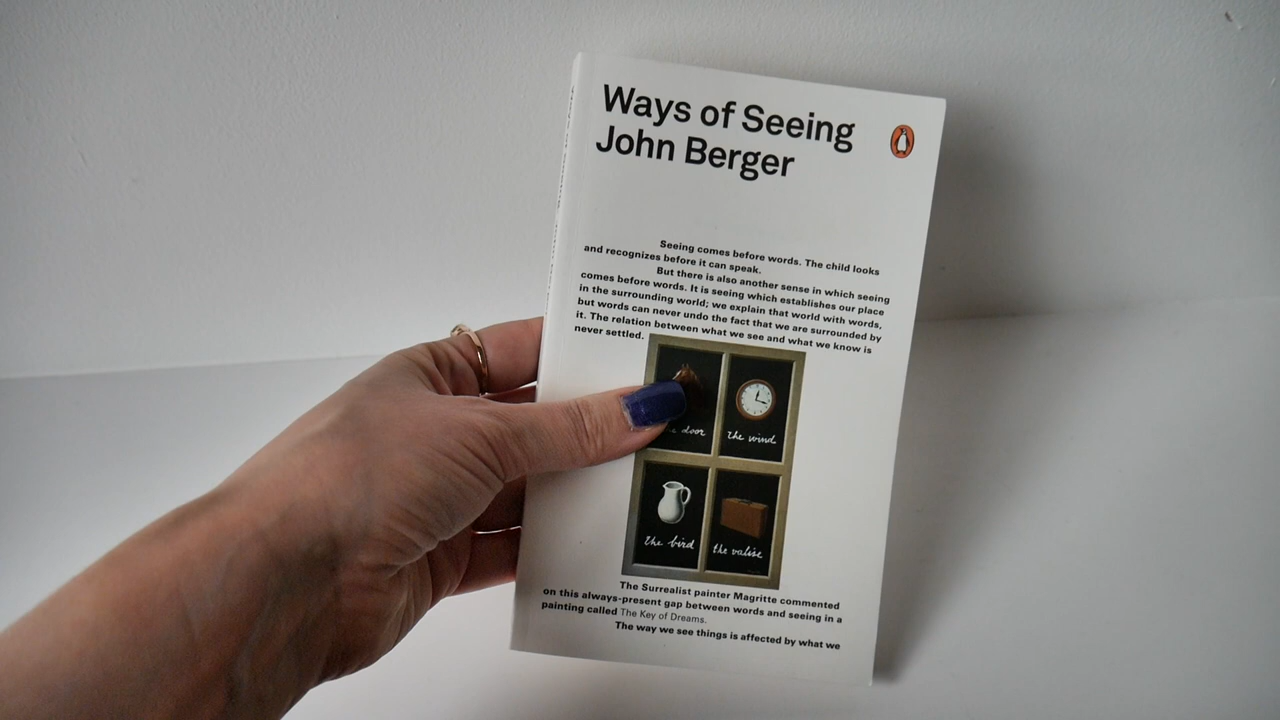 Ways of Seeing
John Berger
Seeing comes before words. The child looks
and recognizes before it can speak.
But there is also another sense in which seeing
comes before words. It is seeing which establishes our place
in the surrounding world; we explain that world with words,
but words can never undo the fact that we are surrounded by
it. The relation between what we see and what we know is
never settled.
door
the wind
the bird
the valise
The Surrealist painter Magritte commented
on this always-present gap between words and seeing in a
painting called The Key of Dreams.
The way we see things is affected by what we